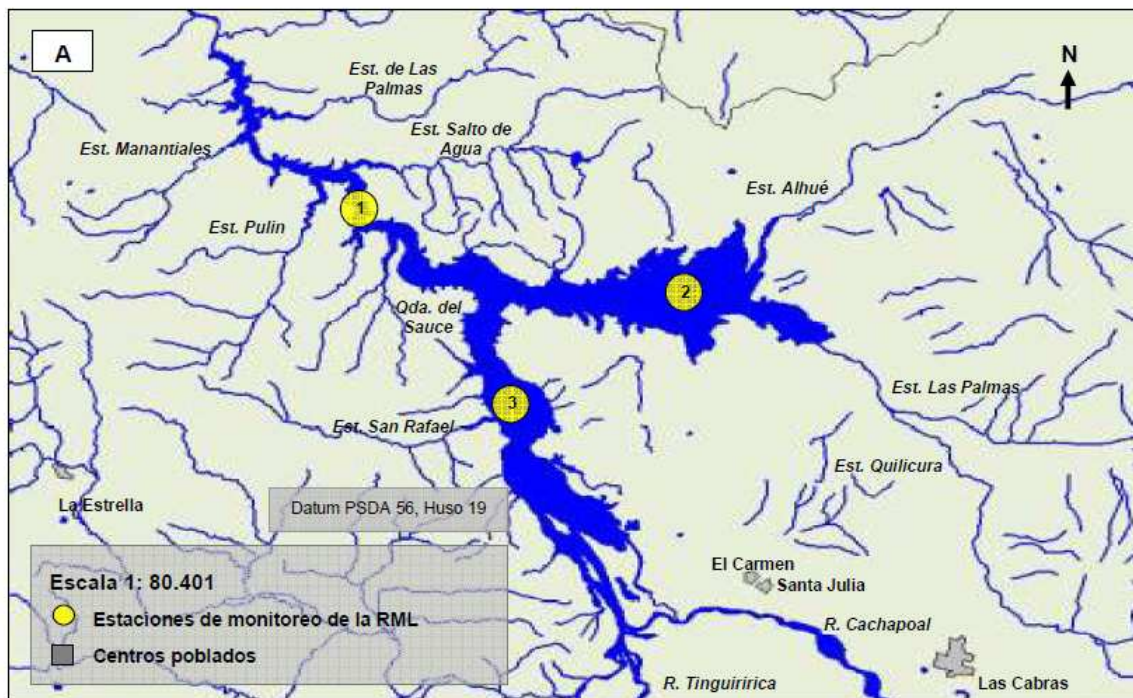 A
N
Est. de Las
Palmas
Est. Salto de
Agua
Est. Manantiales
Est. Alhué
1
Est. Pulin
2
Qda. del
Sauce
3
Est. Las Palmas
Est. San Rafael
Est. Quilicura
La Estrella
Datum PSDA 56, Huso 19
El Carmen
Santa Julia
Escala 1: 80.401
Estaciones de monitoreo de la RML
R. Cachapoal
Centros poblados
R. Tinguiririca
Las Cabras